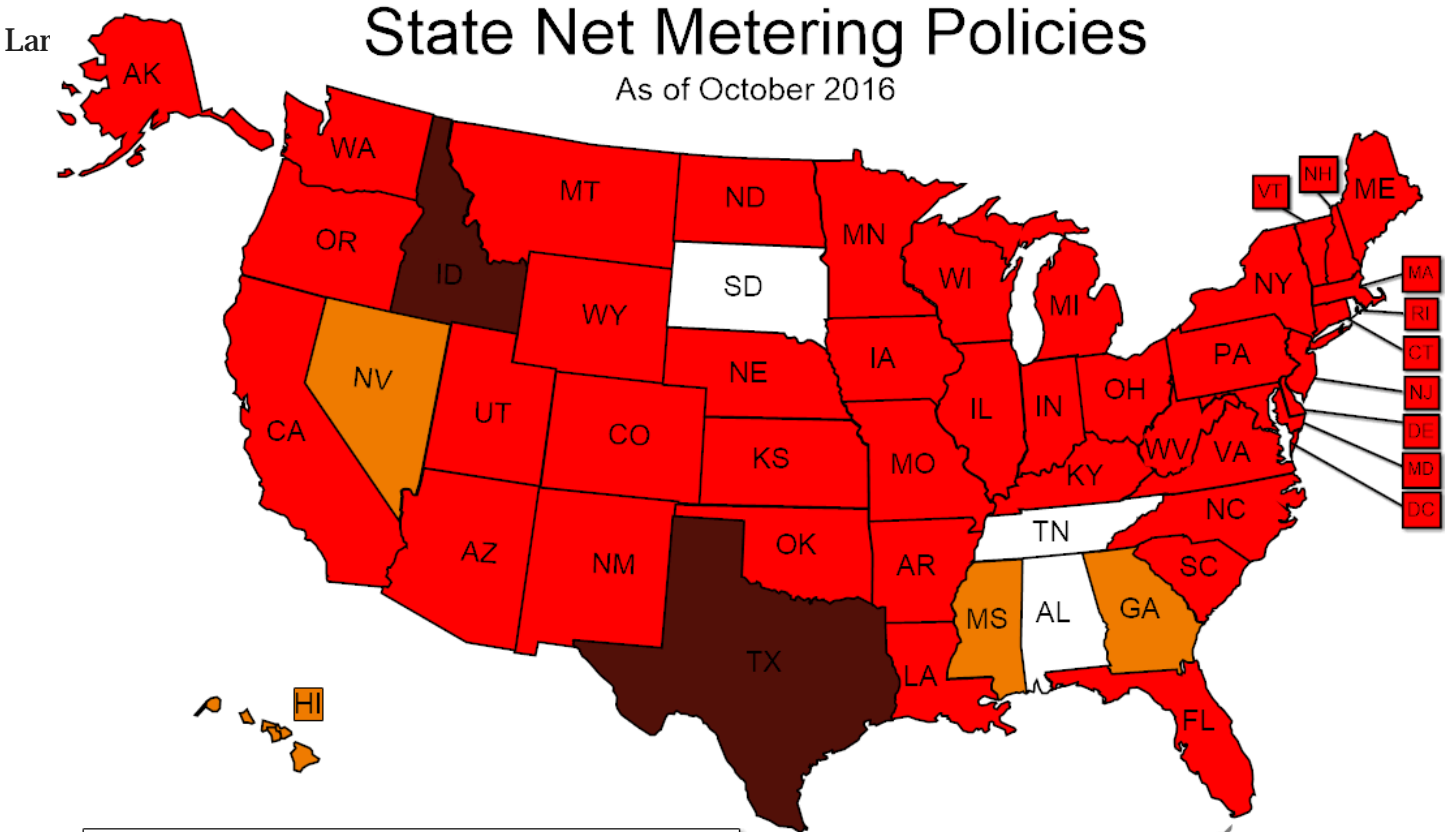 State Net Metering Policies
Lar
As of October 2016
AK
WA
MT
ND
MN
VT
NH
ME
OR
ID
SD
WI
MI
NY
MA
WY
RI
NV
NE
IA
PA
CT
CA
UT
CO
KS
MO
IL
IN
OH
NJ
WV
VA
DE
KY
MD
AZ
NM
OK
AR
TN
NC
DC
SC
MS
AL
GA
TX
LA
FL
HI